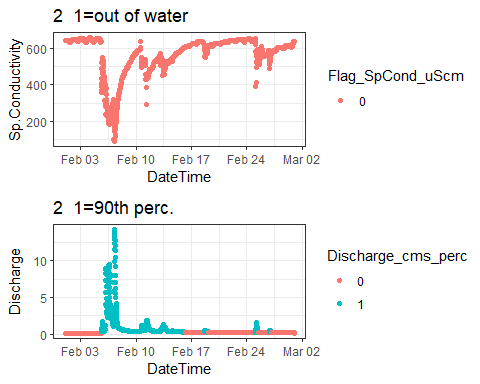 2  1=out of water
Sp.Conductivity
600
400
200
Feb 03 Feb 10 Feb 17 Feb 24 Mar 02
DateTime
Flag_SpCond_uScm
0
2  1=90th perc.
Discharge
10
5
0
Feb 03 Feb 10 Feb 17 Feb 24 Mar 02
DateTime
Discharge_cms_perc
0
1